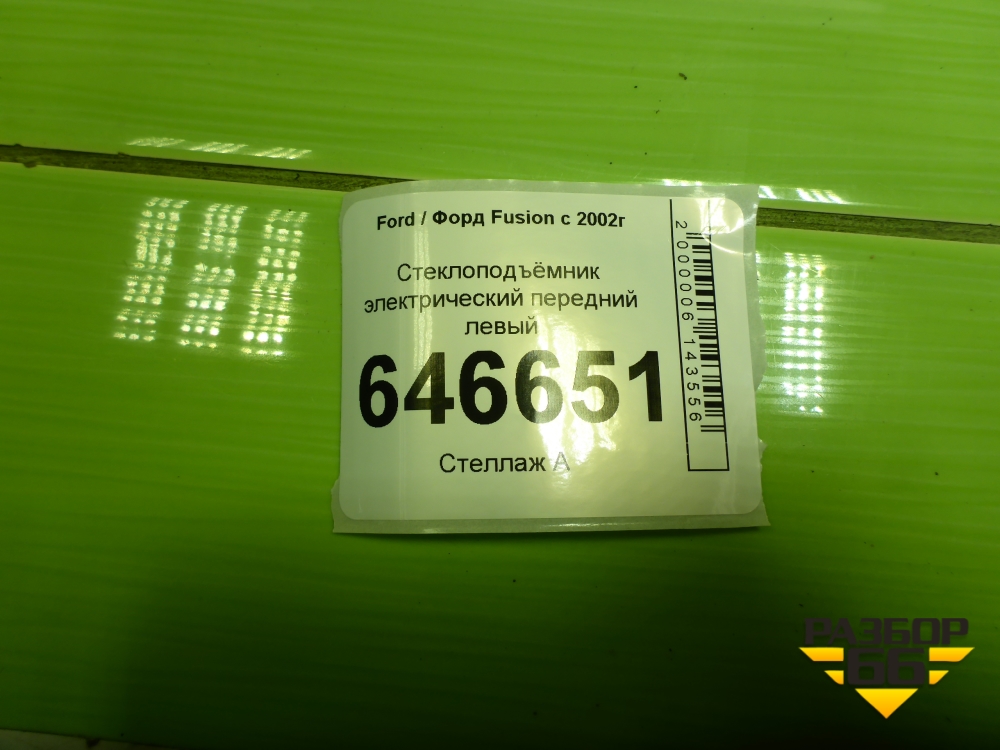 Ford / Форд Fusion с 2002г
Стеклоподъёмник
электрический передний
левый
646651
Стеллаж А
2000006143556
РАЗБОР
66